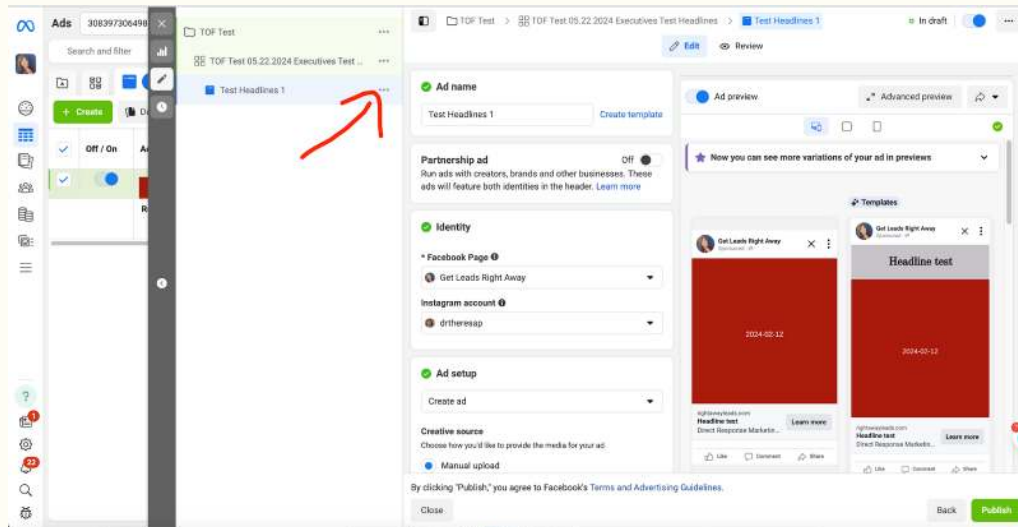 Ads 308397306498
Search and filter
+ Create
Off / On
TOF Test
TOF Test 05.22.2024 Executives Test ...
Test Headlines 1
TOF Test > TOF Test 05.22.2024 Executives Test Headlines > Test Headlines 1
In draft
Edit
Review
Ad name
Test Headlines 1
Create template
Partnership ad
Off
Run ads with creators, brands and other businesses. These
ads will feature both identities in the header. Learn more
Identity
* Facebook Page
Get Leads Right Away
Instagram account
drtheresap
Ad setup
Create ad
Creative source
Choose how you'd like to provide the media for your ad
Manual upload
Ad preview
Advanced preview
Now you can see more variations of your ad in previews
Templates
Get Leads Right Away
Sponsored
2024-02-12
rightawayleads.com
Headline test
Direct Response Marketin...
Learn more
Like Comment Share
Get Leads Right Away
Sponsored
Headline test
2024-02-12
rightawayleads.com
Headline test
Direct Response Marketin...
Learn more
Like Comment Share
?
1
22
By clicking "Publish," you agree to Facebook's Terms and Advertising Guidelines.
Close
Back
Publish